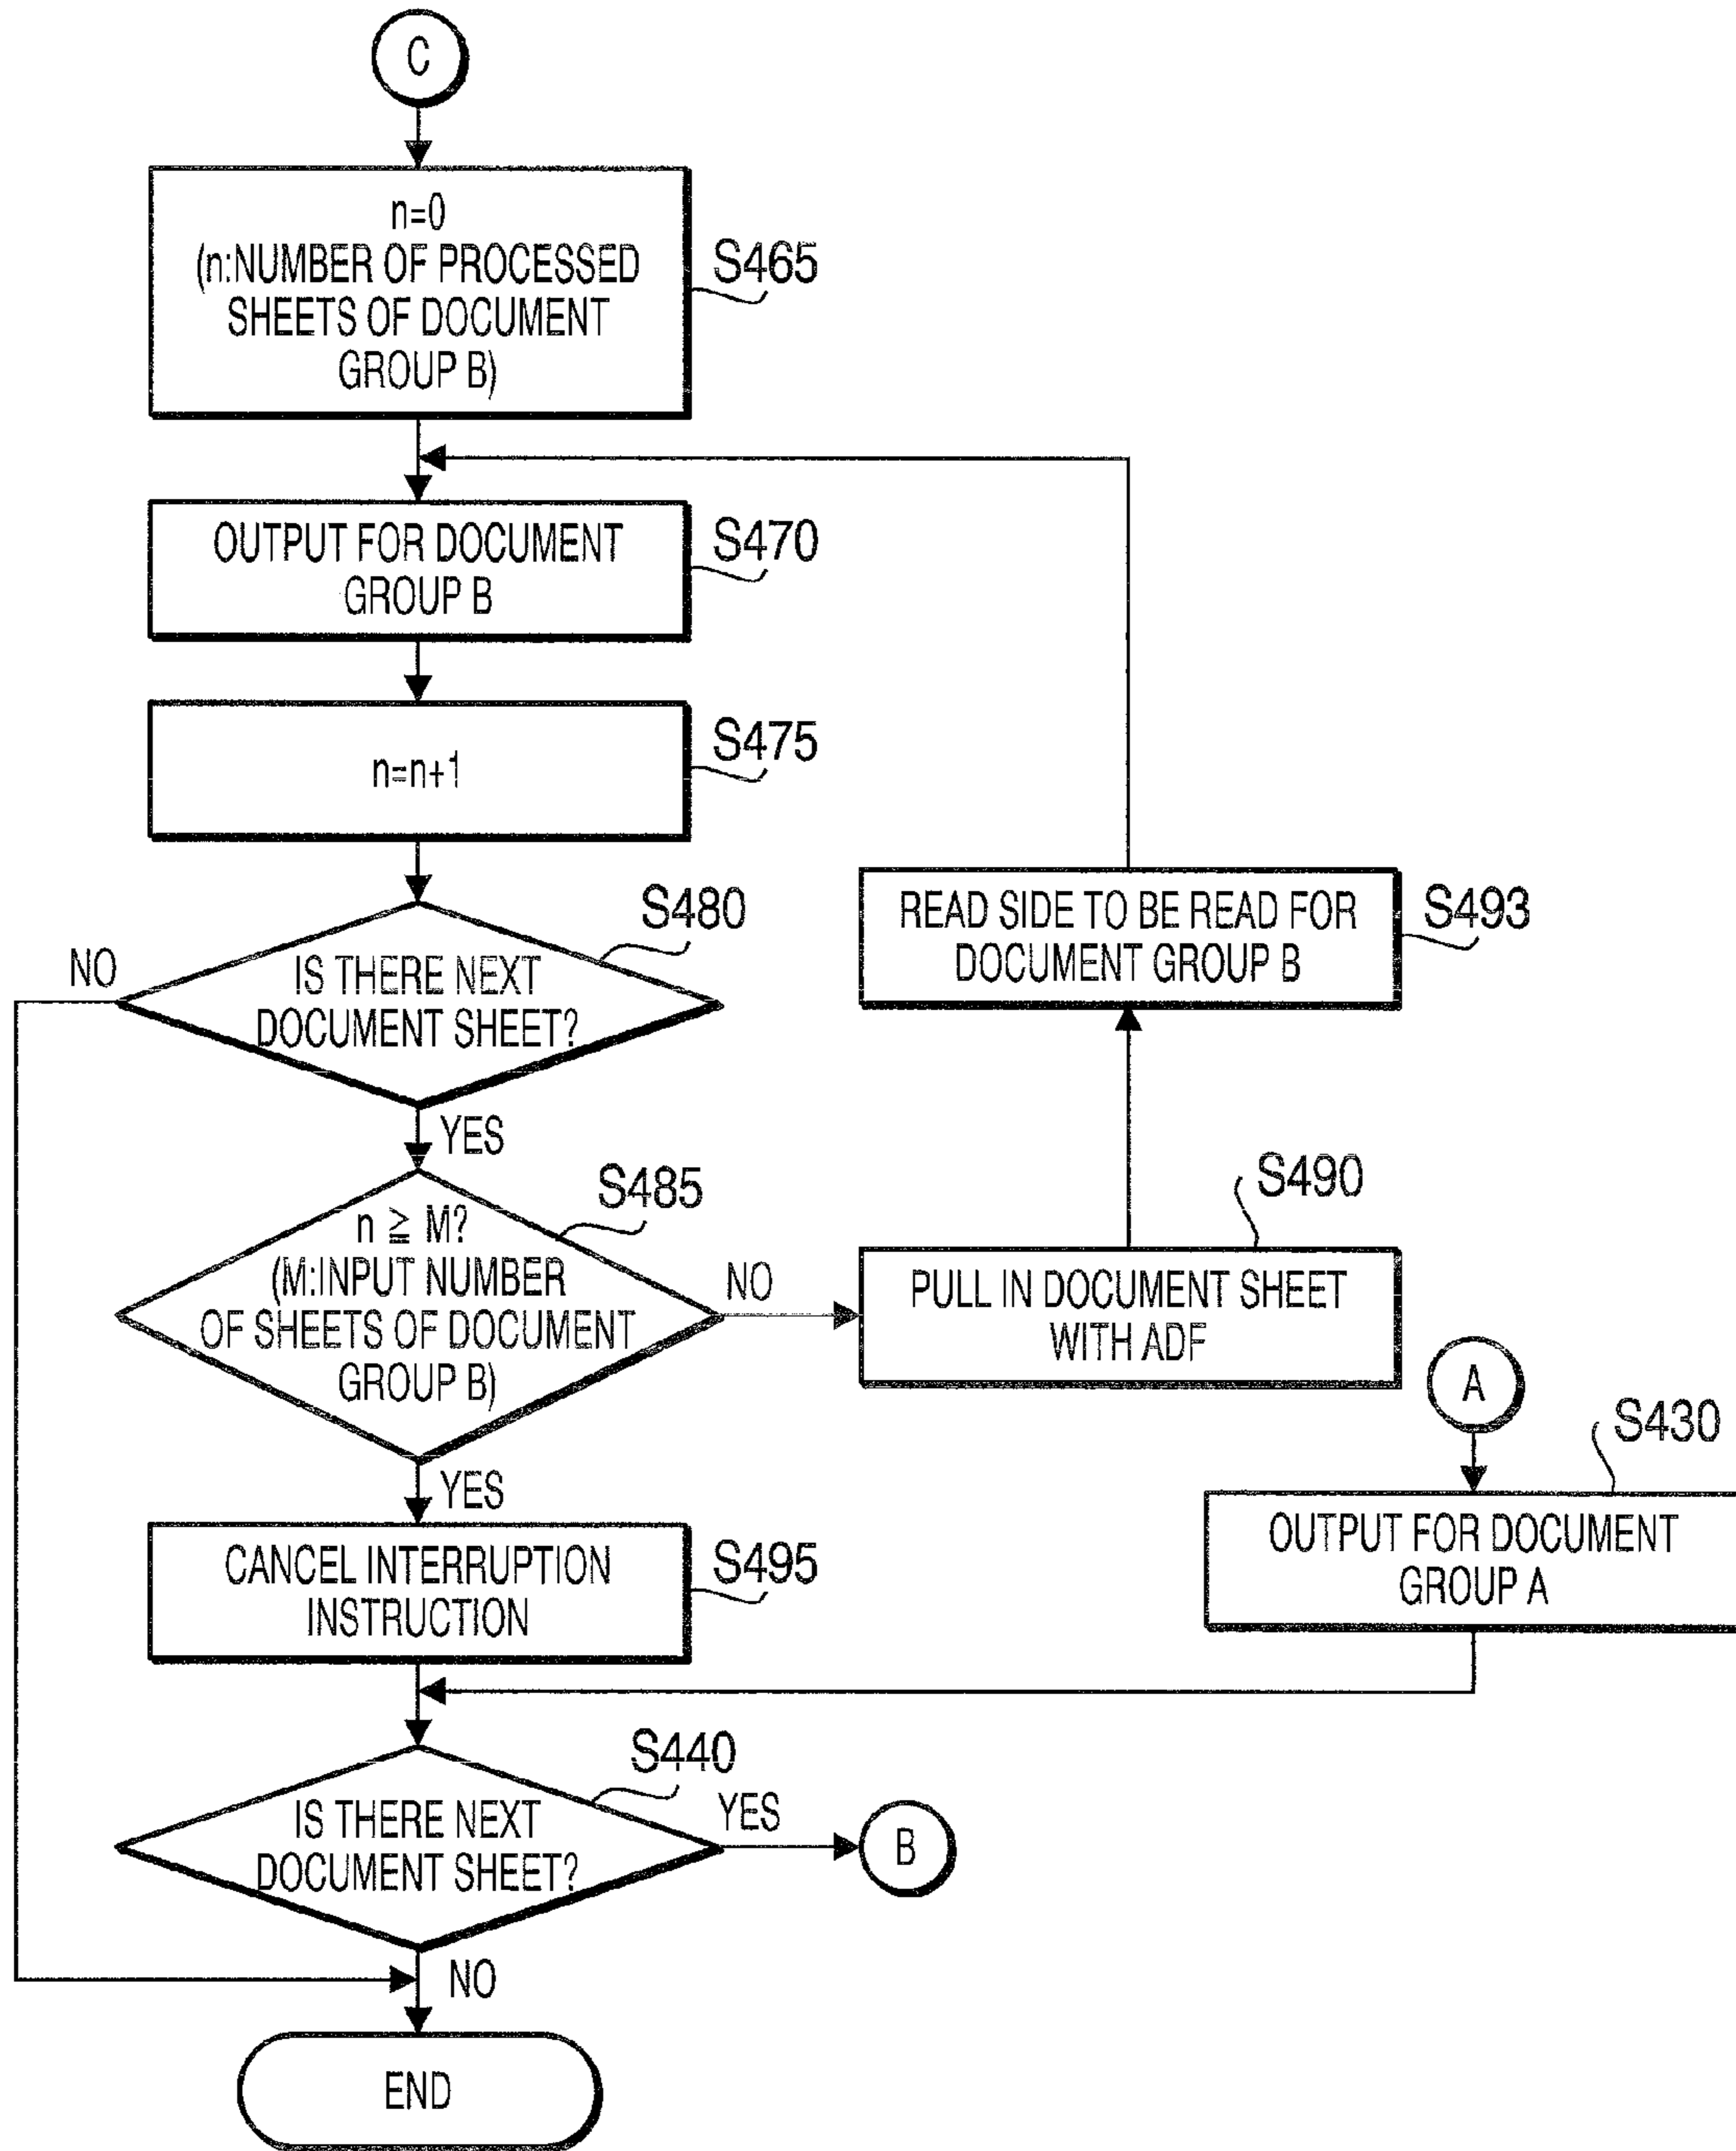 C
n=0
(n:NUMBER OF PROCESSED
SHEETS OF DOCUMENT
GROUP B)
S465
OUTPUT FOR DOCUMENT
GROUP B
S470
n=n+1
S475
S480
NO
IS THERE NEXT
DOCUMENT SHEET?
YES
READ SIDE TO BE READ FOR
DOCUMENT GROUP B
S493
S485
n ≧ M?
(M:INPUT NUMBER
OF SHEETS OF DOCUMENT
GROUP B)
NO
YES
S490
PULL IN DOCUMENT SHEET
WITH ADF
A
S430
OUTPUT FOR DOCUMENT
GROUP A
CANCEL INTERRUPTION
INSTRUCTION
S495
S440
IS THERE NEXT
DOCUMENT SHEET?
YES
B
NO
END